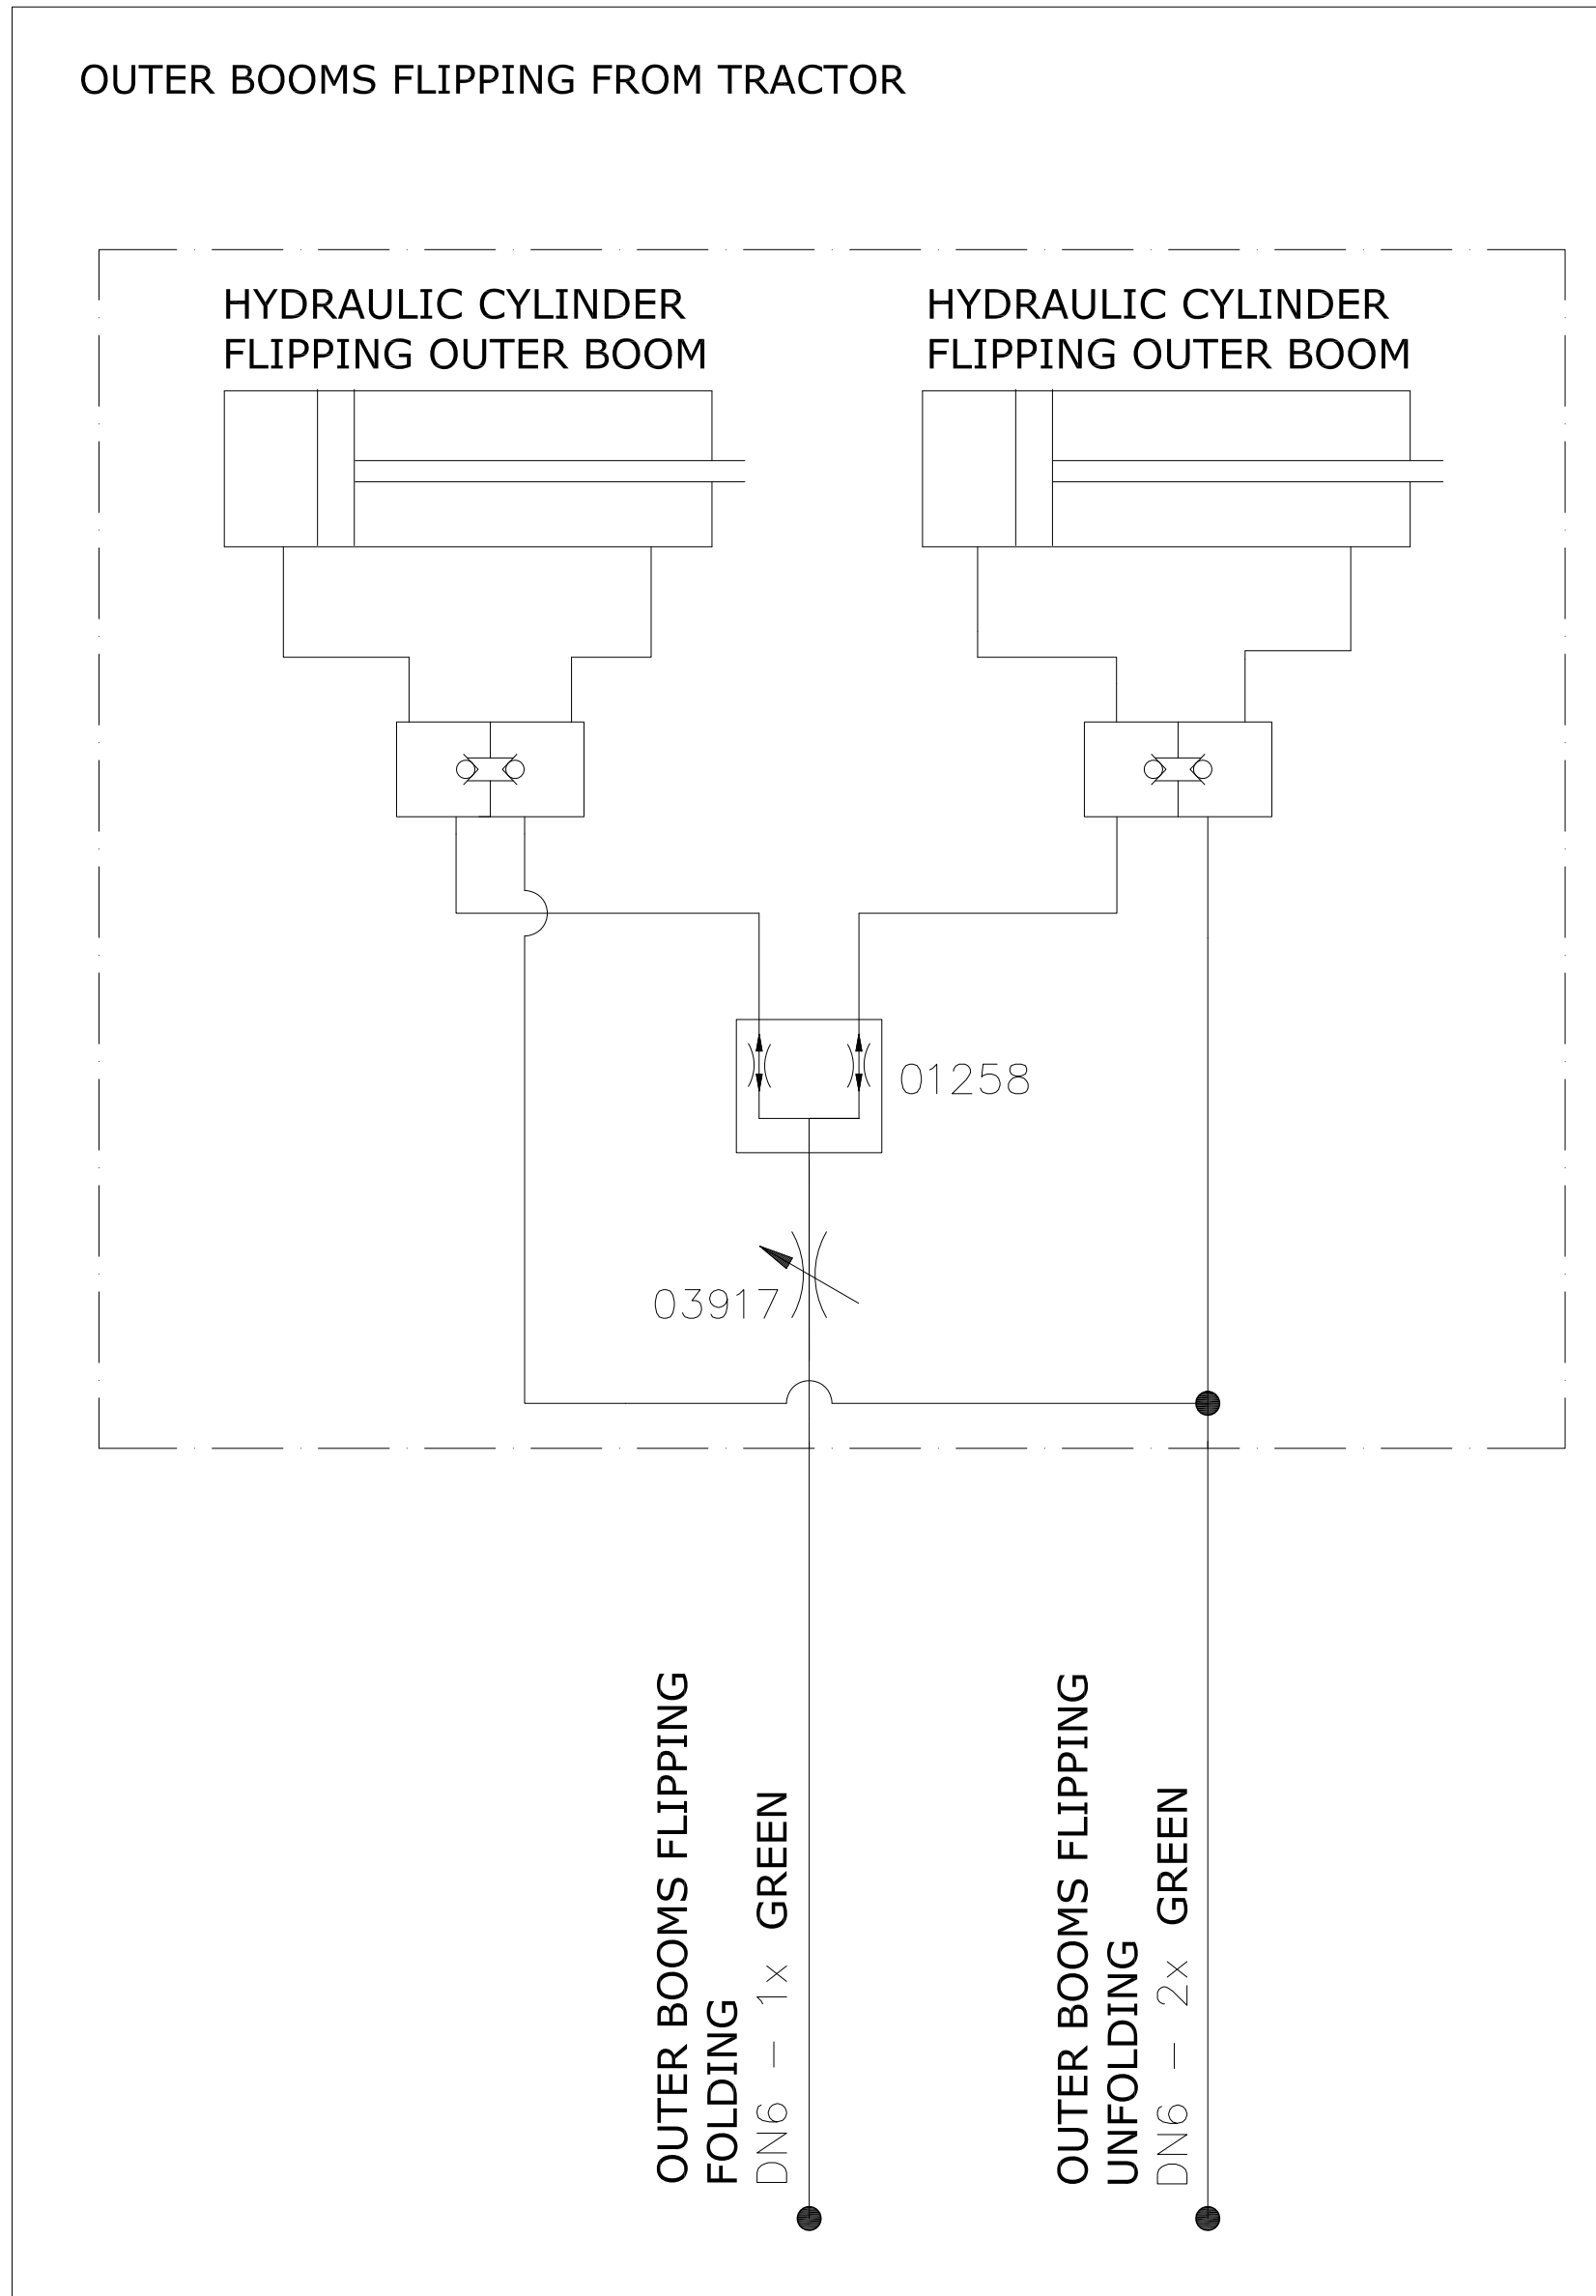 OUTER BOOMS FLIPPING FROM TRACTOR
HYDRAULIC CYLINDER
FLIPPING OUTER BOOM
HYDRAULIC CYLINDER
FLIPPING OUTER BOOM
01258
03917
OUTER BOOMS FLIPPING
FOLDING
DN6 - 1x GREEN
OUTER BOOMS FLIPPING
UNFOLDING
DN6 - 2x GREEN